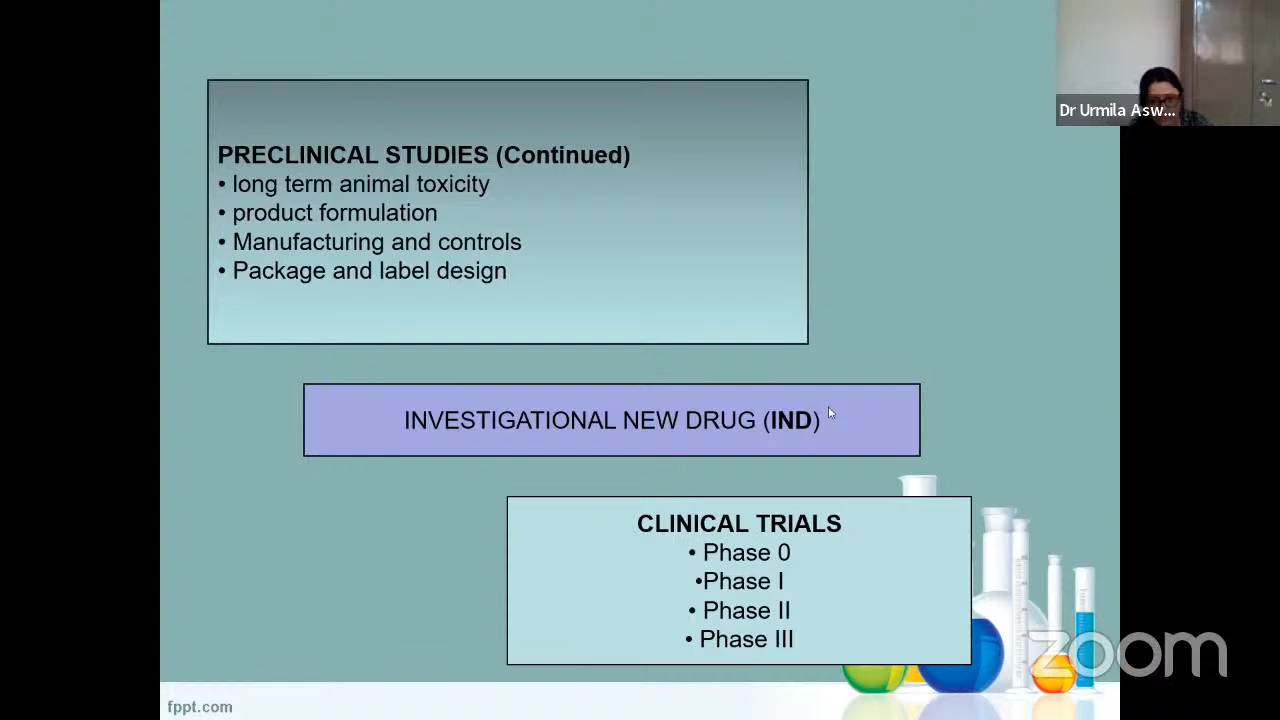 PRECLINICAL STUDIES (Continued)
• long term animal toxicity
• product formulation
• Manufacturing and controls
• Package and label design
INVESTIGATIONAL NEW DRUG (IND)
CLINICAL TRIALS
• Phase 0
•Phase I
• Phase II
• Phase III
Dr Urmila Asw...
zoom
fppt.com